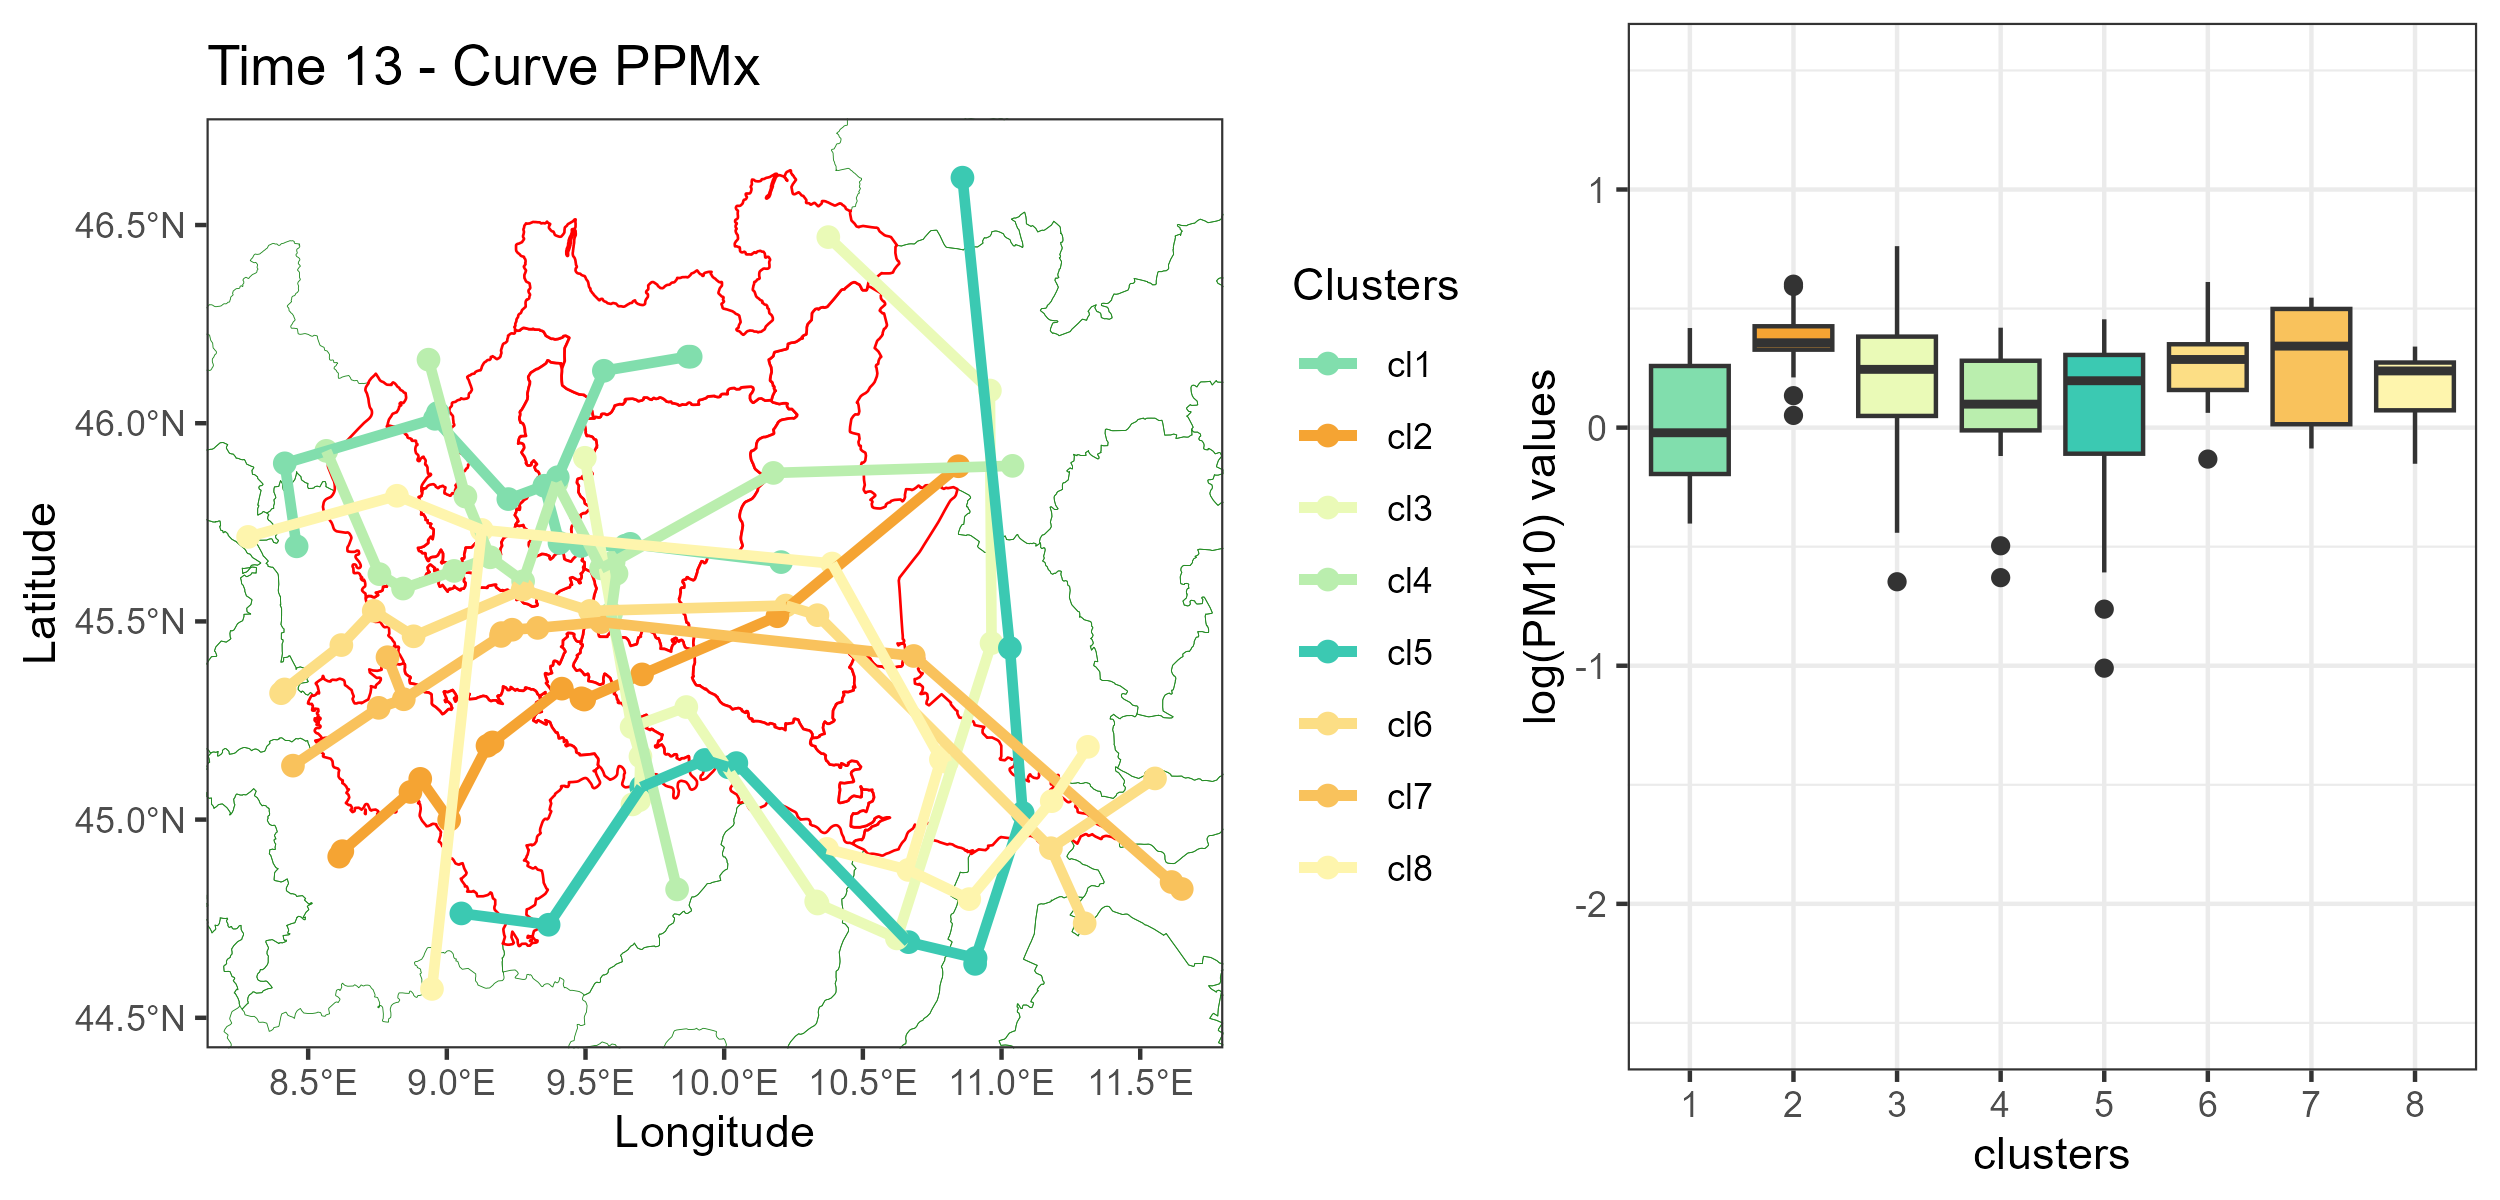 Time 13 - Curve PPMx
Latitude
46.5°N
46.0°N
45.5°N
45.0°N
44.5°N
8.5°E
9.0°E
9.5°E
10.0°E
10.5°E
11.0°E
11.5°E
Longitude
Clusters
cl1
cl2
cl3
cl4
cl5
cl6
cl7
cl8
log(PM10) values
1
0
-1
-2
1
2
3
4
5
6
7
8
clusters